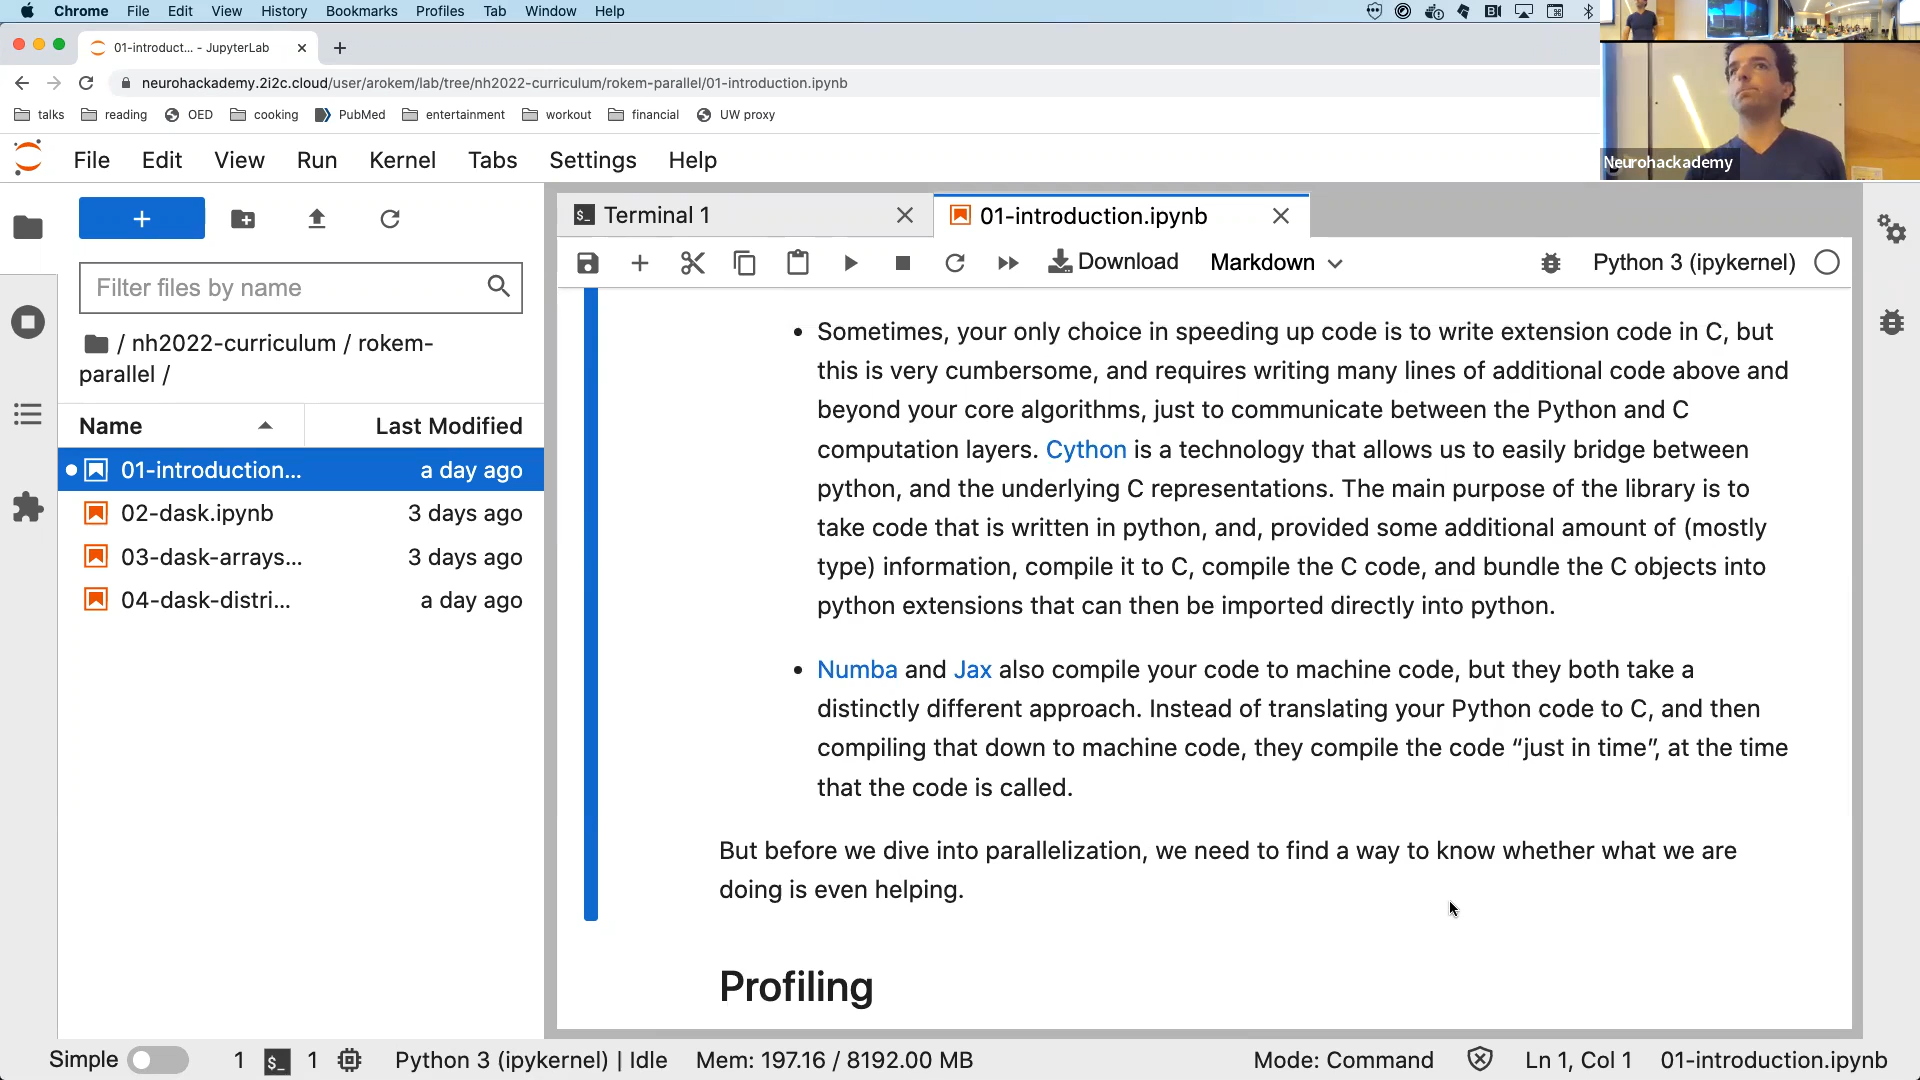 Chrome File Edit View History Bookmarks Profiles Tab Window Help
01-introduct... - JupyterLab
neurohackademy.2i2c.cloud/user/arokem/lab/tree/nh2022-curriculum/rokem-parallel/01-introduction.ipynb
talks reading OED cooking PubMed entertainment workout financial UW proxy
Neurohackademy
File Edit View Run Kernel Tabs Settings Help
Terminal 1
01-introduction.ipynb
Download
Markdown
Python 3 (ipykernel)
Filter files by name
/ nh2022-curriculum / rokem-
parallel /
Name Last Modified
01-introduction... a day ago
02-dask.ipynb 3 days ago
03-dask-arrays... 3 days ago
04-dask-distri... a day ago
• Sometimes, your only choice in speeding up code is to write extension code in C, but
this is very cumbersome, and requires writing many lines of additional code above and
beyond your core algorithms, just to communicate between the Python and C
computation layers. Cython is a technology that allows us to easily bridge between
python, and the underlying C representations. The main purpose of the library is to
take code that is written in python, and, provided some additional amount of (mostly
type) information, compile it to C, compile the C code, and bundle the C objects into
python extensions that can then be imported directly into python.
• Numba and Jax also compile your code to machine code, but they both take a
distinctly different approach. Instead of translating your Python code to C, and then
compiling that down to machine code, they compile the code “just in time”, at the time
that the code is called.
But before we dive into parallelization, we need to find a way to know whether what we are
doing is even helping.
Profiling
Simple 1 1 Python 3 (ipykernel) | Idle Mem: 197.16 / 8192.00 MB Mode: Command Ln 1, Col 1 01-introduction.ipynb